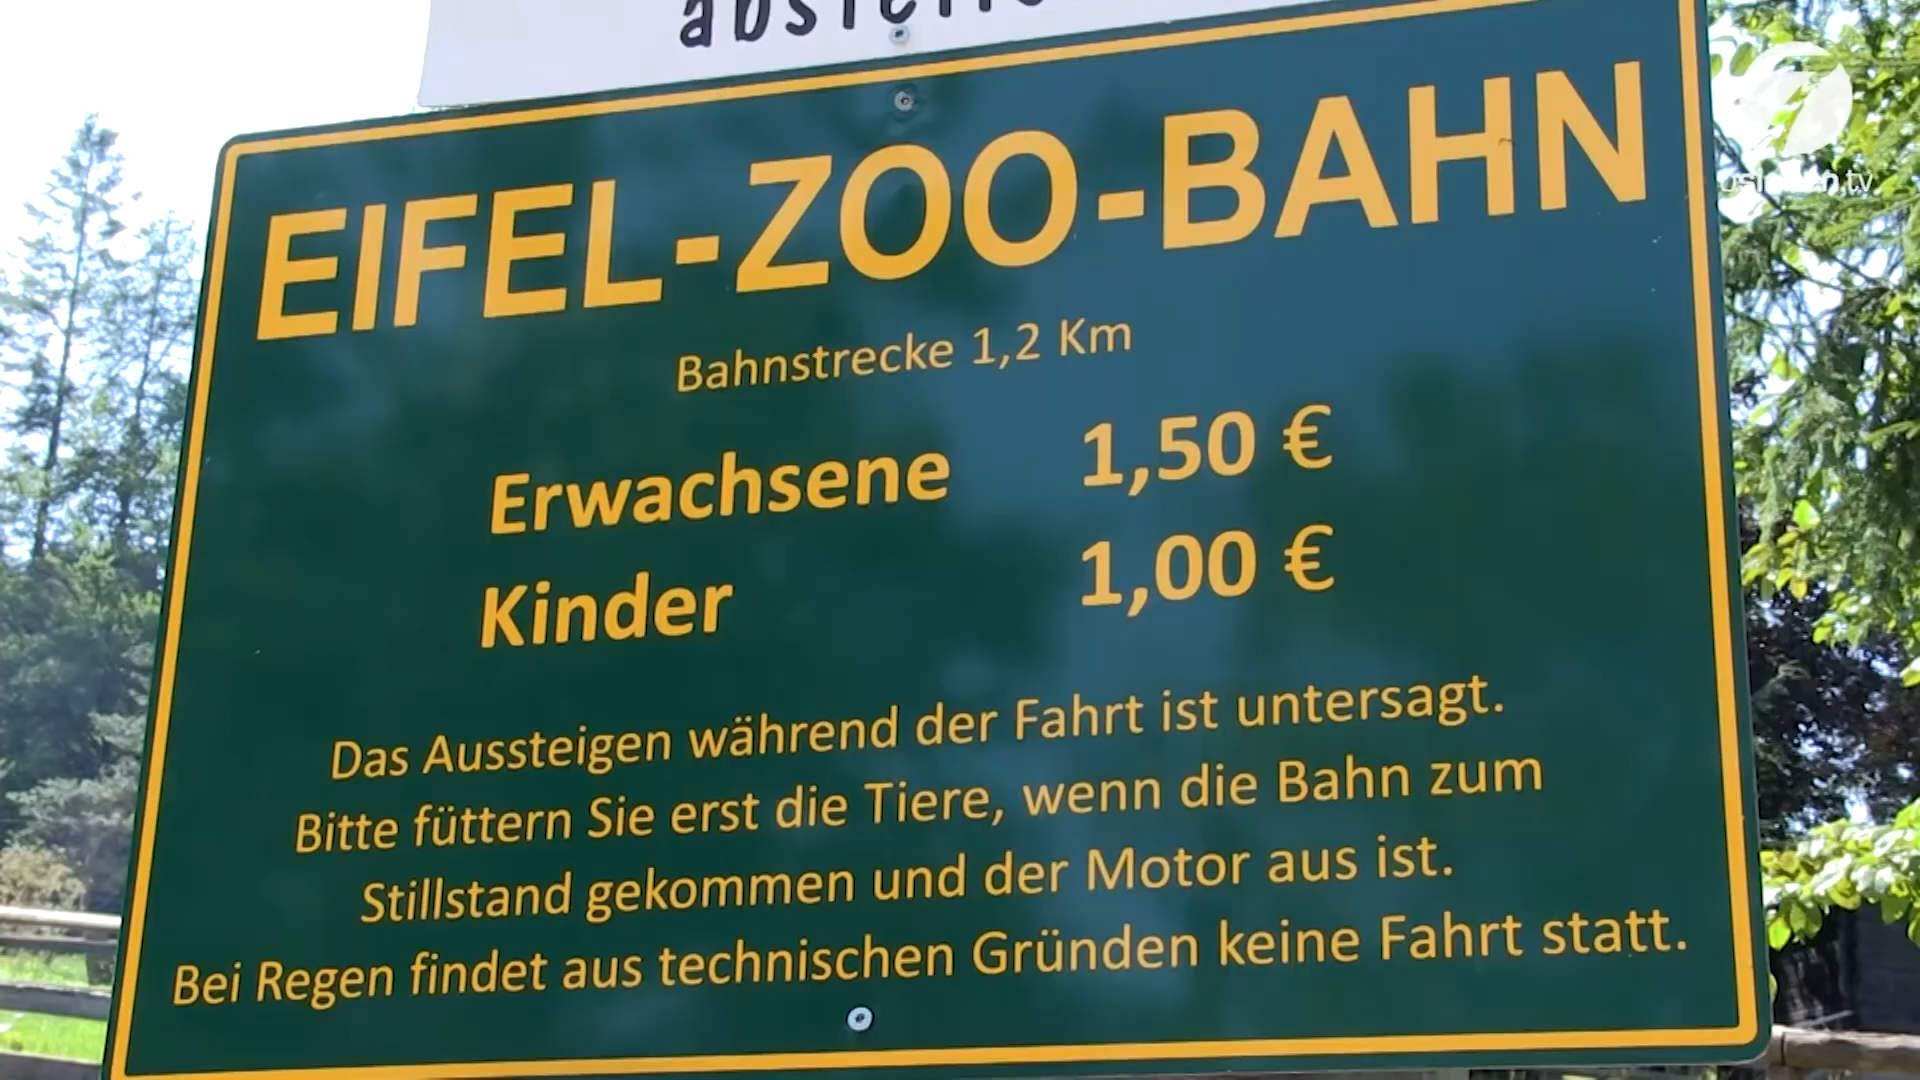 EIFEL-ZOO-BAHN
Bahnstrecke 1,2 Km
Erwachsene 1,50 €
Kinder 1,00 €
Das Aussteigen während der Fahrt ist untersagt.
Bitte füttern Sie erst die Tiere, wenn die Bahn zum
Stillstand gekommen und der Motor aus ist.
Bei Regen findet aus technischen Gründen keine Fahrt statt.